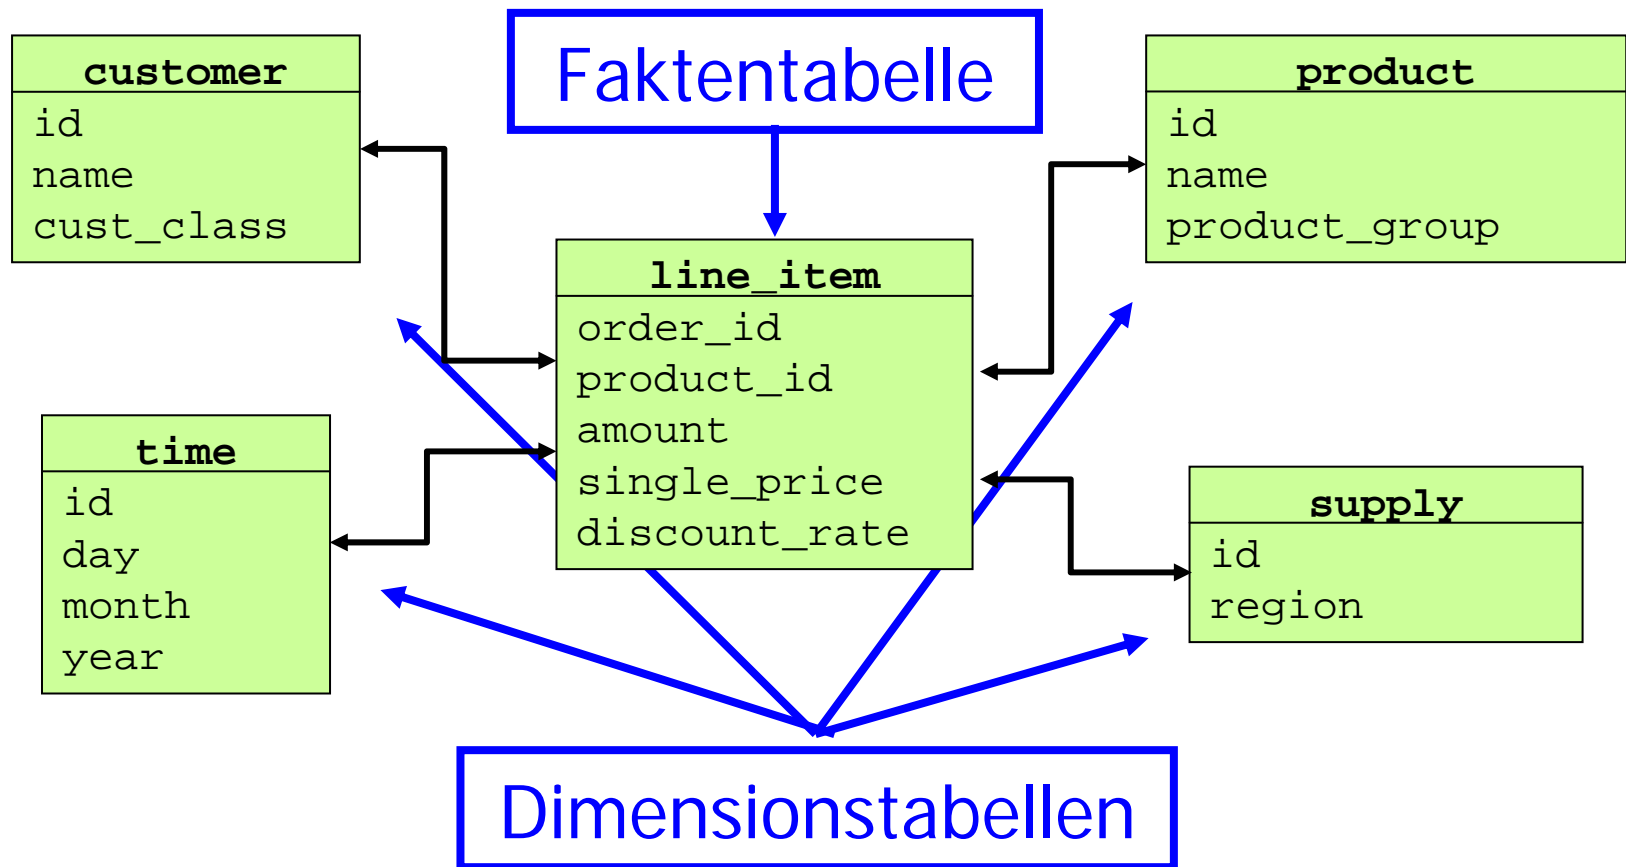 Faktentabelle
customer
id
name
cust_class
product
id
name
product_group
line_item
order_id
product_id
amount
single_price
discount_rate
time
id
day
month
year
supply
id
region
Dimensionstabellen